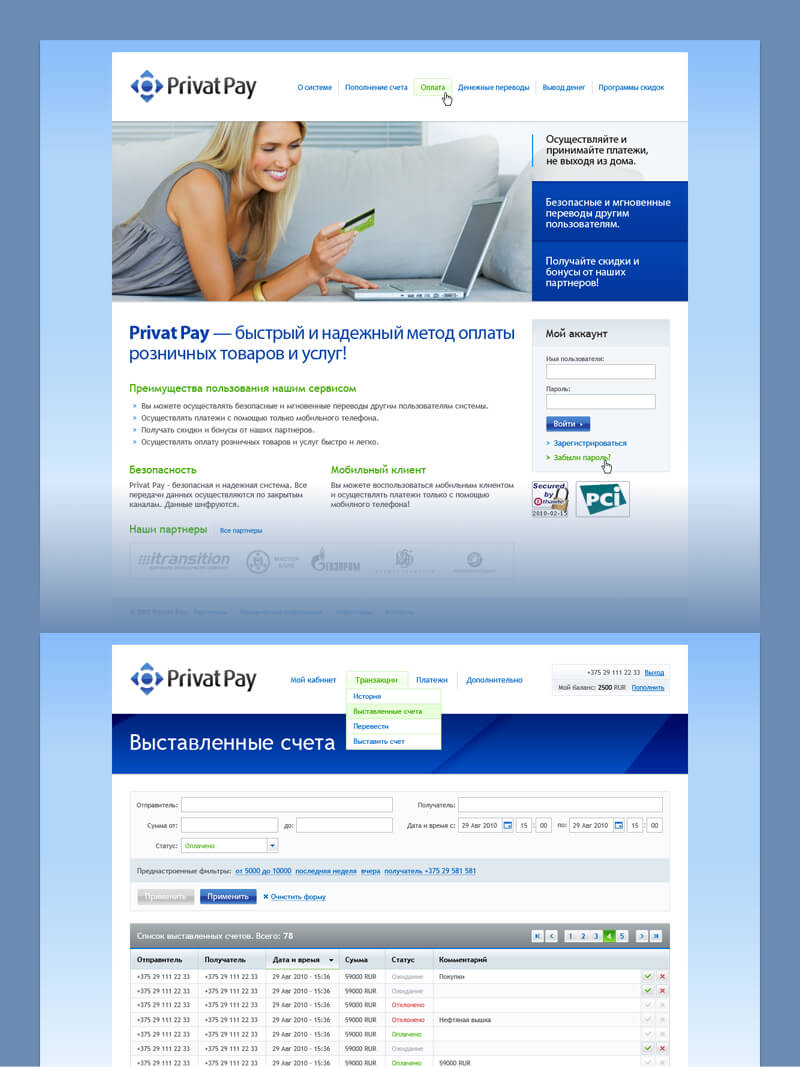 Privat Pay
О системе Пополнение счета Оплата Денежные переводы Вывод денег Программы скидок
Осуществляйте и
принимайте платежи,
не выходя из дома.
Безопасные и мгновенные
переводы другим
пользователям.
Получайте скидки и
бонусы от наших
партнеров!
Privat Pay — быстрый и надежный метод оплаты
розничных товаров и услуг!
Преимущества пользования нашим сервисом
Вы можете осуществлять безопасные и мгновенные переводы другим пользователям системы.
Осуществлять платежи с помощью только мобильного телефона.
Получать скидки и бонусы от наших партнеров.
Осуществлять оплату розничных товаров и услуг быстро и легко.
Безопасность
Privat Pay - безопасная и надежная система. Все
передачи данных осуществляются по закрытым
каналам. Данные шифруются.
Мобильный клиент
Вы можете воспользоваться мобильным клиентом
и осуществлять платежи только с помощью
мобилного телефона!
Наши партнеры Все партнеры
itransition
МАСТЕР
БАНК
ГАЗПРОМ
Мой аккаунт
Имя пользователя:
Пароль:
Войти
Зарегистрироваться
Забыли пароль?
Secured
by
thawte
2010-02-15
PCI
Privat Pay
Мой кабинет Транзакции Платежи Дополнительно
История
Выставленные счета
Перевести
Выставить счет
+375 29 111 22 33 Выход
Мой баланс: 2500 RUR Пополнить
Выставленные счета
Отправитель: Получатель:
Сумма от: до: Дата и время с: 29 Авг 2010 15 : 00 по: 29 Авг 2010 15 : 00
Статус: Оплачено
Преднастроенные фильтры: от 5000 до 10000 последняя неделя вчера получатель +375 29 581 581
Применить Применить Очистить форму
Список выставленных счетов. Всего: 78 1 2 3 4 5
Отправитель Получатель Дата и время Сумма Статус Комментарий
+375 29 111 22 33 +375 29 111 22 33 29 Авг 2010 - 15:36 59000 RUR Ожидание Покупки
+375 29 111 22 33 +375 29 111 22 33 29 Авг 2010 - 15:36 59000 RUR Ожидание
+375 29 111 22 33 +375 29 111 22 33 29 Авг 2010 - 15:36 59000 RUR Отклонено
+375 29 111 22 33 +375 29 111 22 33 29 Авг 2010 - 15:36 59000 RUR Отклонено Нефтяная вышка
+375 29 111 22 33 +375 29 111 22 33 29 Авг 2010 - 15:36 59000 RUR Оплачено
+375 29 111 22 33 +375 29 111 22 33 29 Авг 2010 - 15:36 59000 RUR Ожидание
+375 29 111 22 33 +375 29 111 22 33 29 Авг 2010 - 15:36 59000 RUR Оплачено 59000 RUR